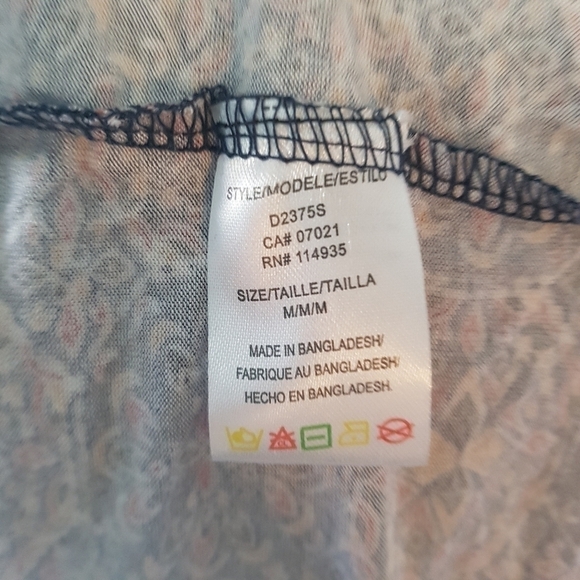 STYLE/MODELE/ESTILO
D2375S
CA# 07021
RN# 114935
SIZE/TAILLE/TAILLA
M/M/M
MADE IN BANGLADESH/
FABRIQUE AU BANGLADESH/
HECHO EN BANGLADESH.